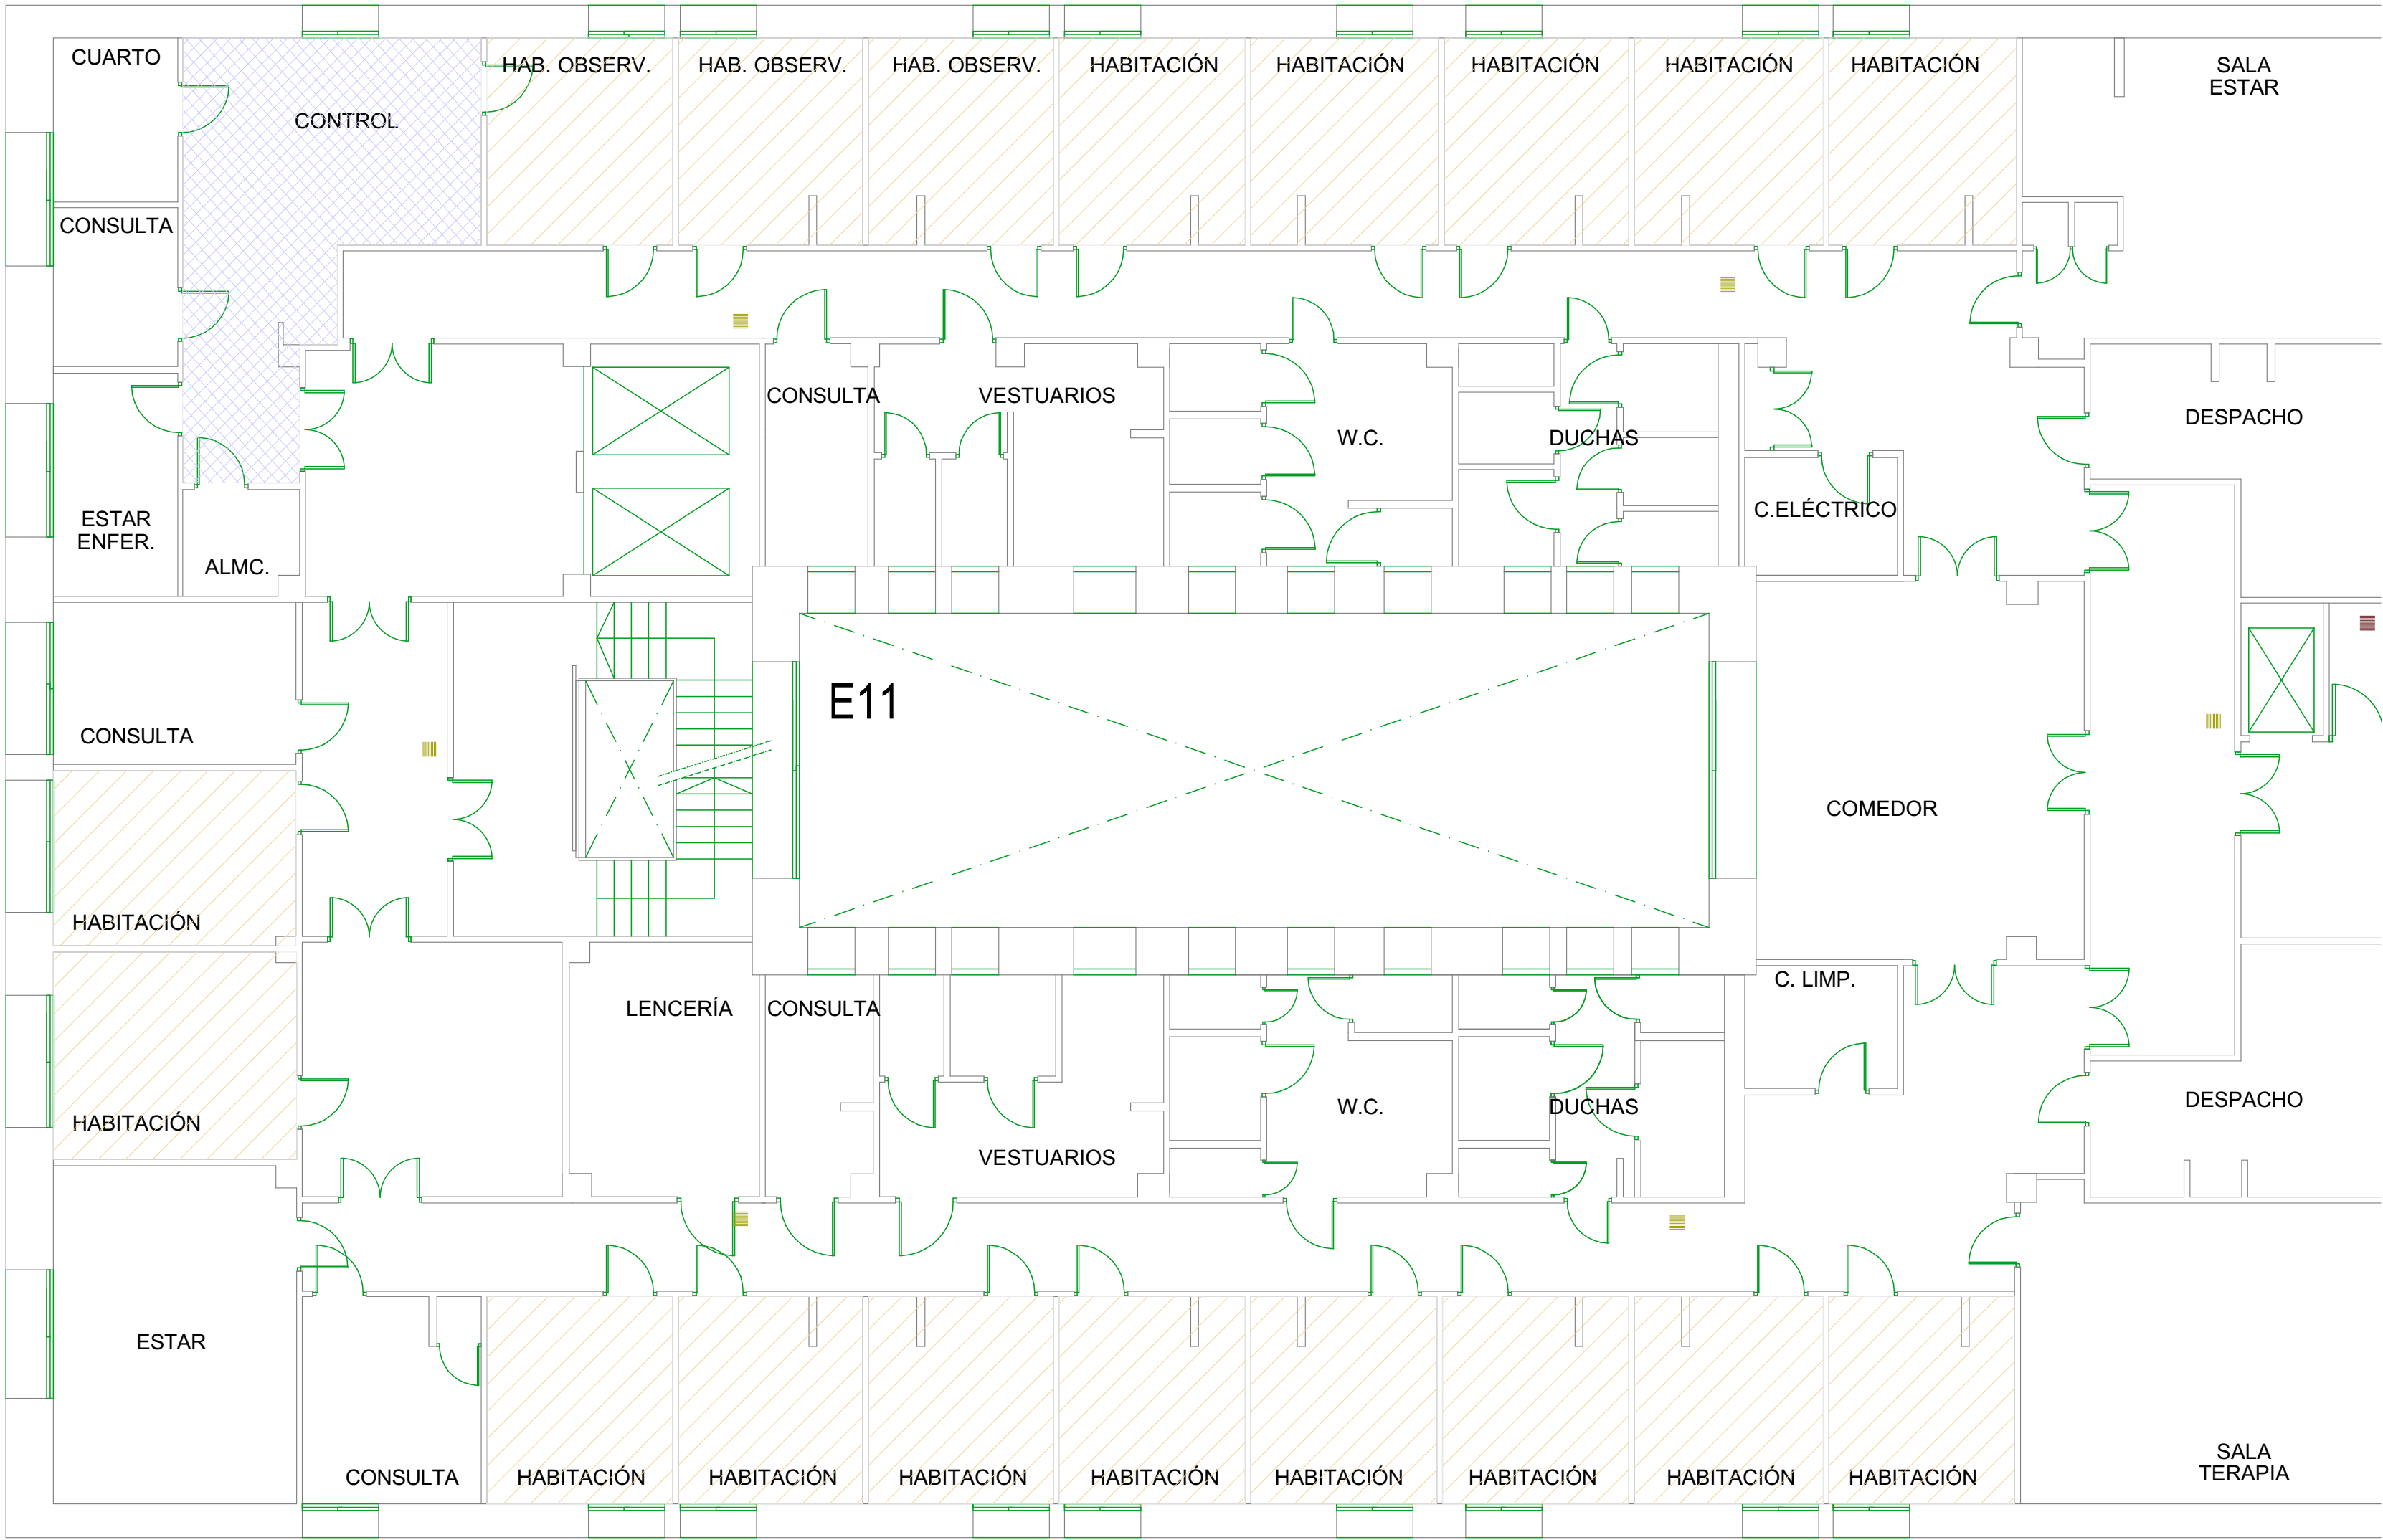 CUARTO
CONTROL
HAB. OBSERV.
HAB. OBSERV.
HAB. OBSERV.
HABITACIÓN
HABITACIÓN
HABITACIÓN
HABITACIÓN
HABITACIÓN
SALA
ESTAR
CONSULTA
CONSULTA
VESTUARIOS
W.C.
DUCHAS
DESPACHO
ESTAR
ENFER.
ALMC.
C.ELÉCTRICO
E11
CONSULTA
COMEDOR
HABITACIÓN
HABITACIÓN
LENCERÍA
CONSULTA
VESTUARIOS
W.C.
DUCHAS
C. LIMP.
DESPACHO
ESTAR
CONSULTA
HABITACIÓN
HABITACIÓN
HABITACIÓN
HABITACIÓN
HABITACIÓN
HABITACIÓN
HABITACIÓN
HABITACIÓN
SALA
TERAPIA